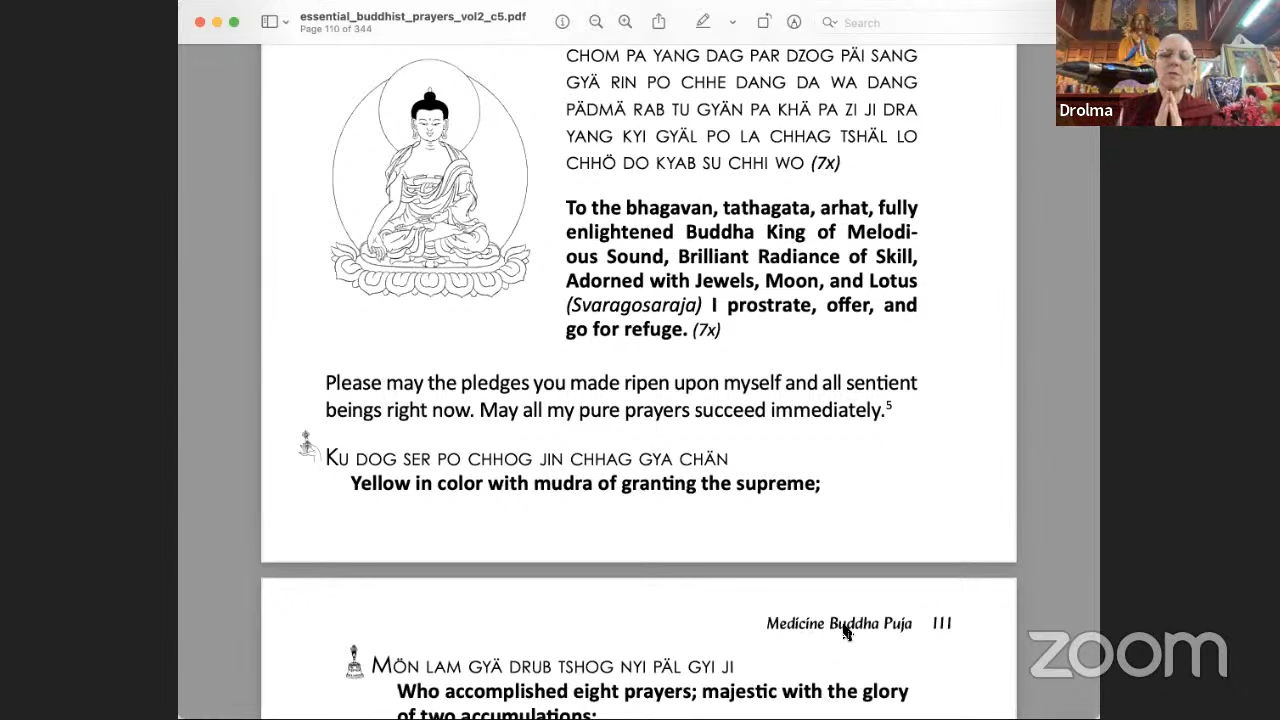 essential_buddhist_prayers_vol2_c5.pdf
Page 110 of 344
Search
Drolma
CHOM PA YANG DAG PAR DZOG PÄI SANG
GYÄ RIN PO CHHE DANG DA WA DANG
PÄDMÄ RAB TU GYÄN PA KHÄ PA ZI JI DRA
YANG KYI GYÄL PO LA CHHAG TSHÄL LO
CHHÖ DO KYAB SU CHHI WO (7x)
To the bhagavan, tathagata, arhat, fully
enlightened Buddha King of Melodi-
ous Sound, Brilliant Radiance of Skill,
Adorned with Jewels, Moon, and Lotus
(Svaragosaraja) I prostrate, offer, and
go for refuge. (7x)
Please may the pledges you made ripen upon myself and all sentient
beings right now. May all my pure prayers succeed immediately.⁵
KU DOG SER PO CHHOG JIN CHHAG GYA CHÄN
Yellow in color with mudra of granting the supreme;
Medicine Buddha Puja 111
MÖN LAM GYÄ DRUB TSHOG NYI PÄL GYI JI
Who accomplished eight prayers; majestic with the glory
of two accumulations;
zoom